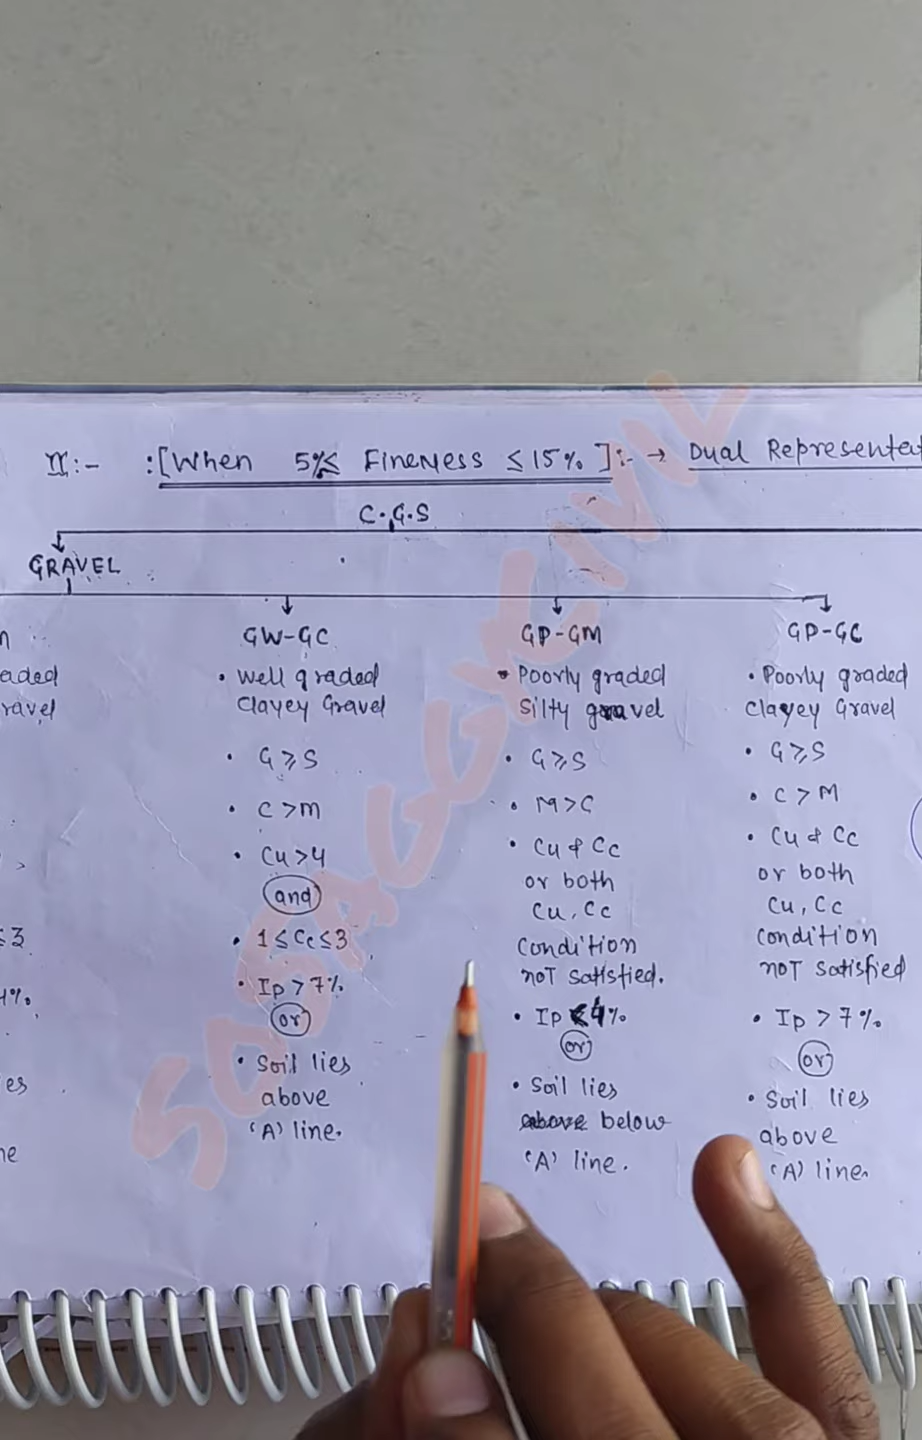 II:- :[When 5% ≤ Fineness ≤ 15% ]:- → Dual Representat
C.G.S
GRAVEL
GW-GC
• Well graded
Clayey Gravel
• G ≥ S
• C > m
• Cu > 4
and
• 1 ≤ Cc ≤ 3
• Ip > 7%
or
• Soil lies
above
'A' line.
GP-GM
• Poorly graded
Silty gravel
• G ≥ S
• M > C
• Cu & Cc
or both
Cu, Cc
condition
noT satisfied.
• Ip < 4%
or
• Soil lies
below
'A' line.
GP-GC
• Poorly graded
Clayey Gravel
• G ≥ S
• C > M
• Cu & Cc
or both
Cu, Cc
condition
noT satisfied
• Ip > 7%
or
• Soil lies
above
'A' line.
aded
ravel
≤ 3
4%
es
ne